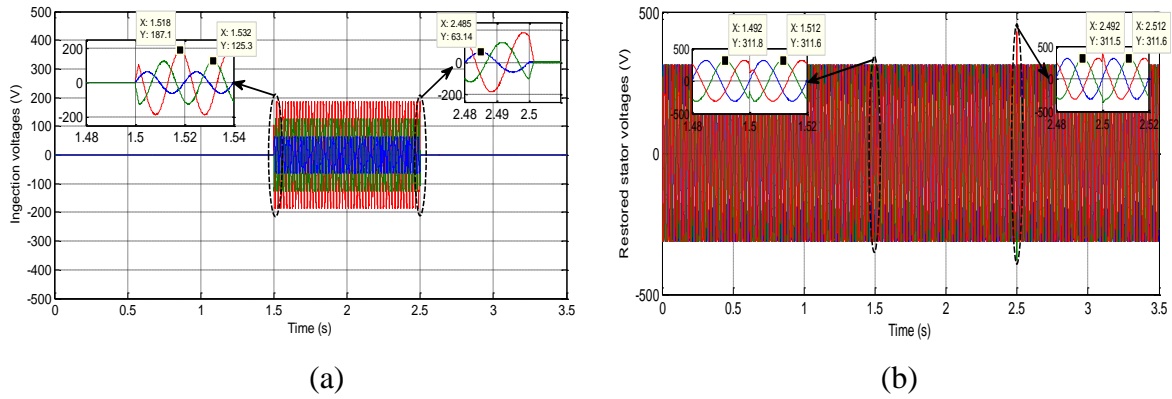 X: 1.518
Y: 187.1
X: 1.532
Y: 125.3
X: 2.485
Y: 63.14
500
400
300
200
100
0
-100
-200
-300
-400
-500
200
0
-200
1.48 1.5 1.52 1.54
200
0
-200
2.48 2.49 2.5
Ingection voltages (V)
0 0.5 1 1.5 2 2.5 3 3.5
Time (s)
(a)
X: 1.492
Y: 311.8
X: 1.512
Y: 311.6
X: 2.492
Y: 311.5
X: 2.512
Y: 311.6
500
0
-500
500
0
-500
1.48 1.5 1.52
500
0
-500
2.48 2.5 2.52
Restored stator voltages (V)
0 0.5 1 1.5 2 2.5 3 3.5
Time (s)
(b)